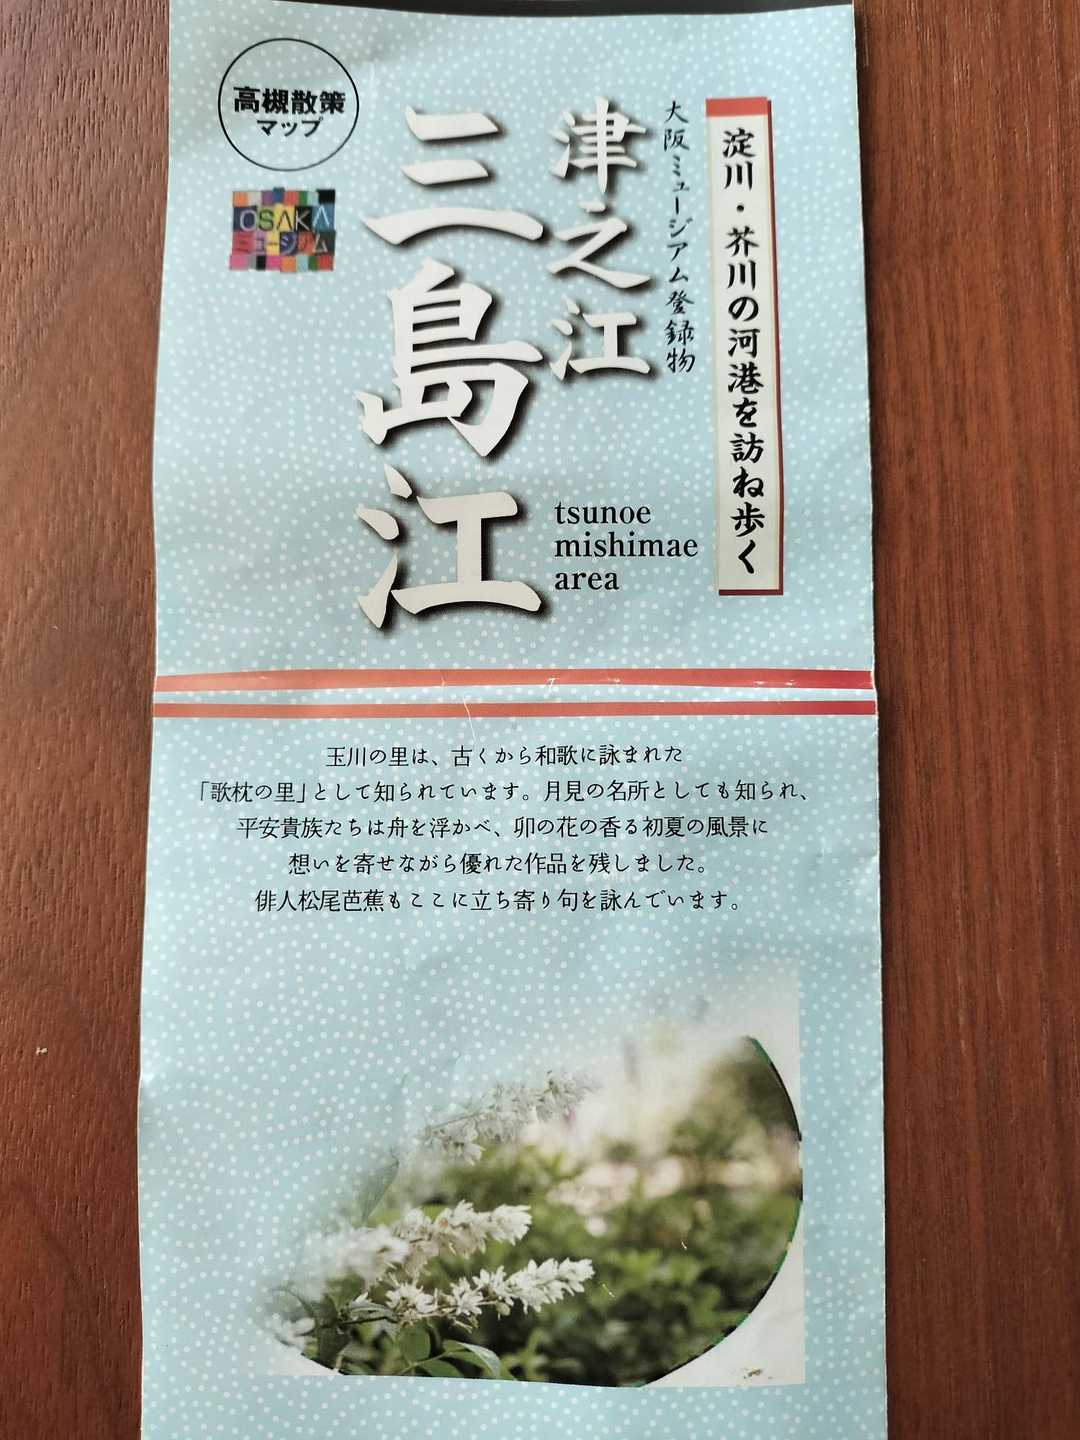 高槻散策
マップ
OSAKA
ミュージアム
淀川・芥川の河港を訪ね歩く
大阪ミュージアム登録物
津之江
三島江
tsunoe
mishimae
area
玉川の里は、古くから和歌に詠まれた
「歌枕の里」として知られています。月見の名所としても知られ、
平安貴族たちは舟を浮かべ、卯の花の香る初夏の風景に
想いを寄せながら優れた作品を残しました。
俳人松尾芭蕉もここに立ち寄り句を詠んでいます。